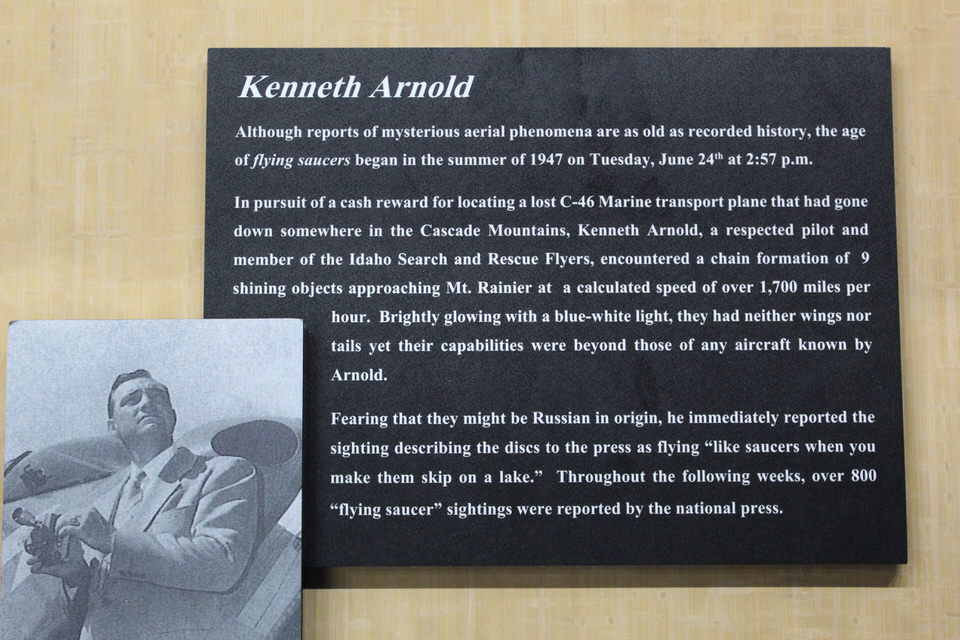 Kenneth Arnold
Although reports of mysterious aerial phenomena are as old as recorded history, the age
of flying saucers began in the summer of 1947 on Tuesday, June 24th at 2:57 p.m.
In pursuit of a cash reward for locating a lost C-46 Marine transport plane that had gone
down somewhere in the Cascade Mountains, Kenneth Arnold, a respected pilot and
member of the Idaho Search and Rescue Flyers, encountered a chain formation of 9
shining objects approaching Mt. Rainier at a calculated speed of over 1,700 miles per
hour. Brightly glowing with a blue-white light, they had neither wings nor
tails yet their capabilities were beyond those of any aircraft known by
Arnold.
Fearing that they might be Russian in origin, he immediately reported the
sighting describing the discs to the press as flying “like saucers when you
make them skip on a lake.” Throughout the following weeks, over 800
“flying saucer” sightings were reported by the national press.